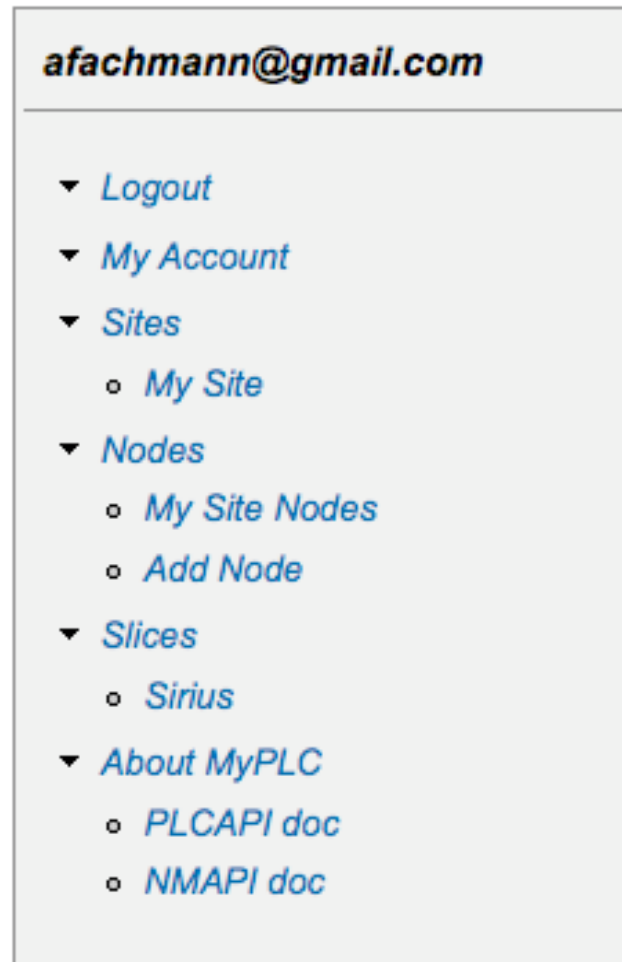 afachmann@gmail.com
Logout
My Account
Sites
My Site
Nodes
My Site Nodes
Add Node
Slices
Sirius
About MyPLC
PLCAPI doc
NMAPI doc